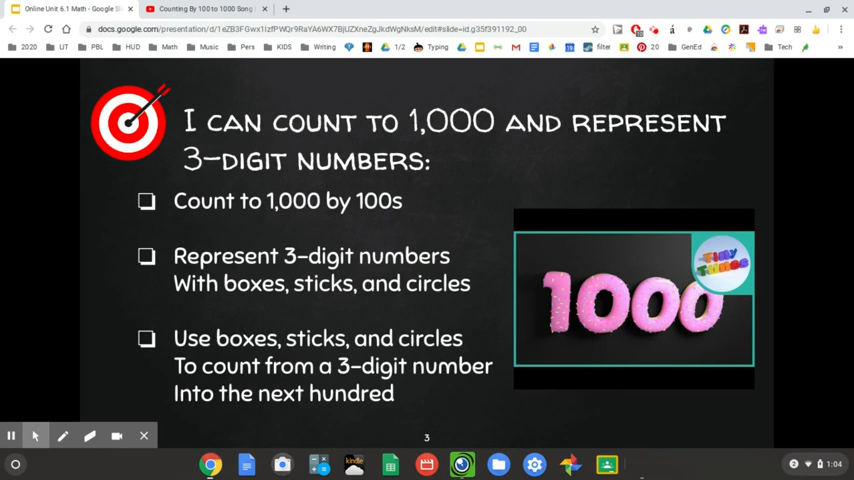 Online Unit 6.1 Math - Google Sli
Counting By 100 to 1000 Song
docs.google.com/presentation/d/1eZB3FGwx1IzfPWQr9RaYA6WX7BjUZXneZgJkdWgNksM/edit#slide=id.g35f391192_00
2020
LIT
PBL
HUD
Math
Music
Pers
KIDS
Writing
1/2
Typing
filter
20
GenEd
Tech
I CAN COUNT TO 1,000 AND REPRESENT
3-DIGIT NUMBERS:
Count to 1,000 by 100s
Represent 3-digit numbers
With boxes, sticks, and circles
Use boxes, sticks, and circles
To count from a 3-digit number
Into the next hundred
Tiny
Tunes
1000
3
kindle
2
1:04